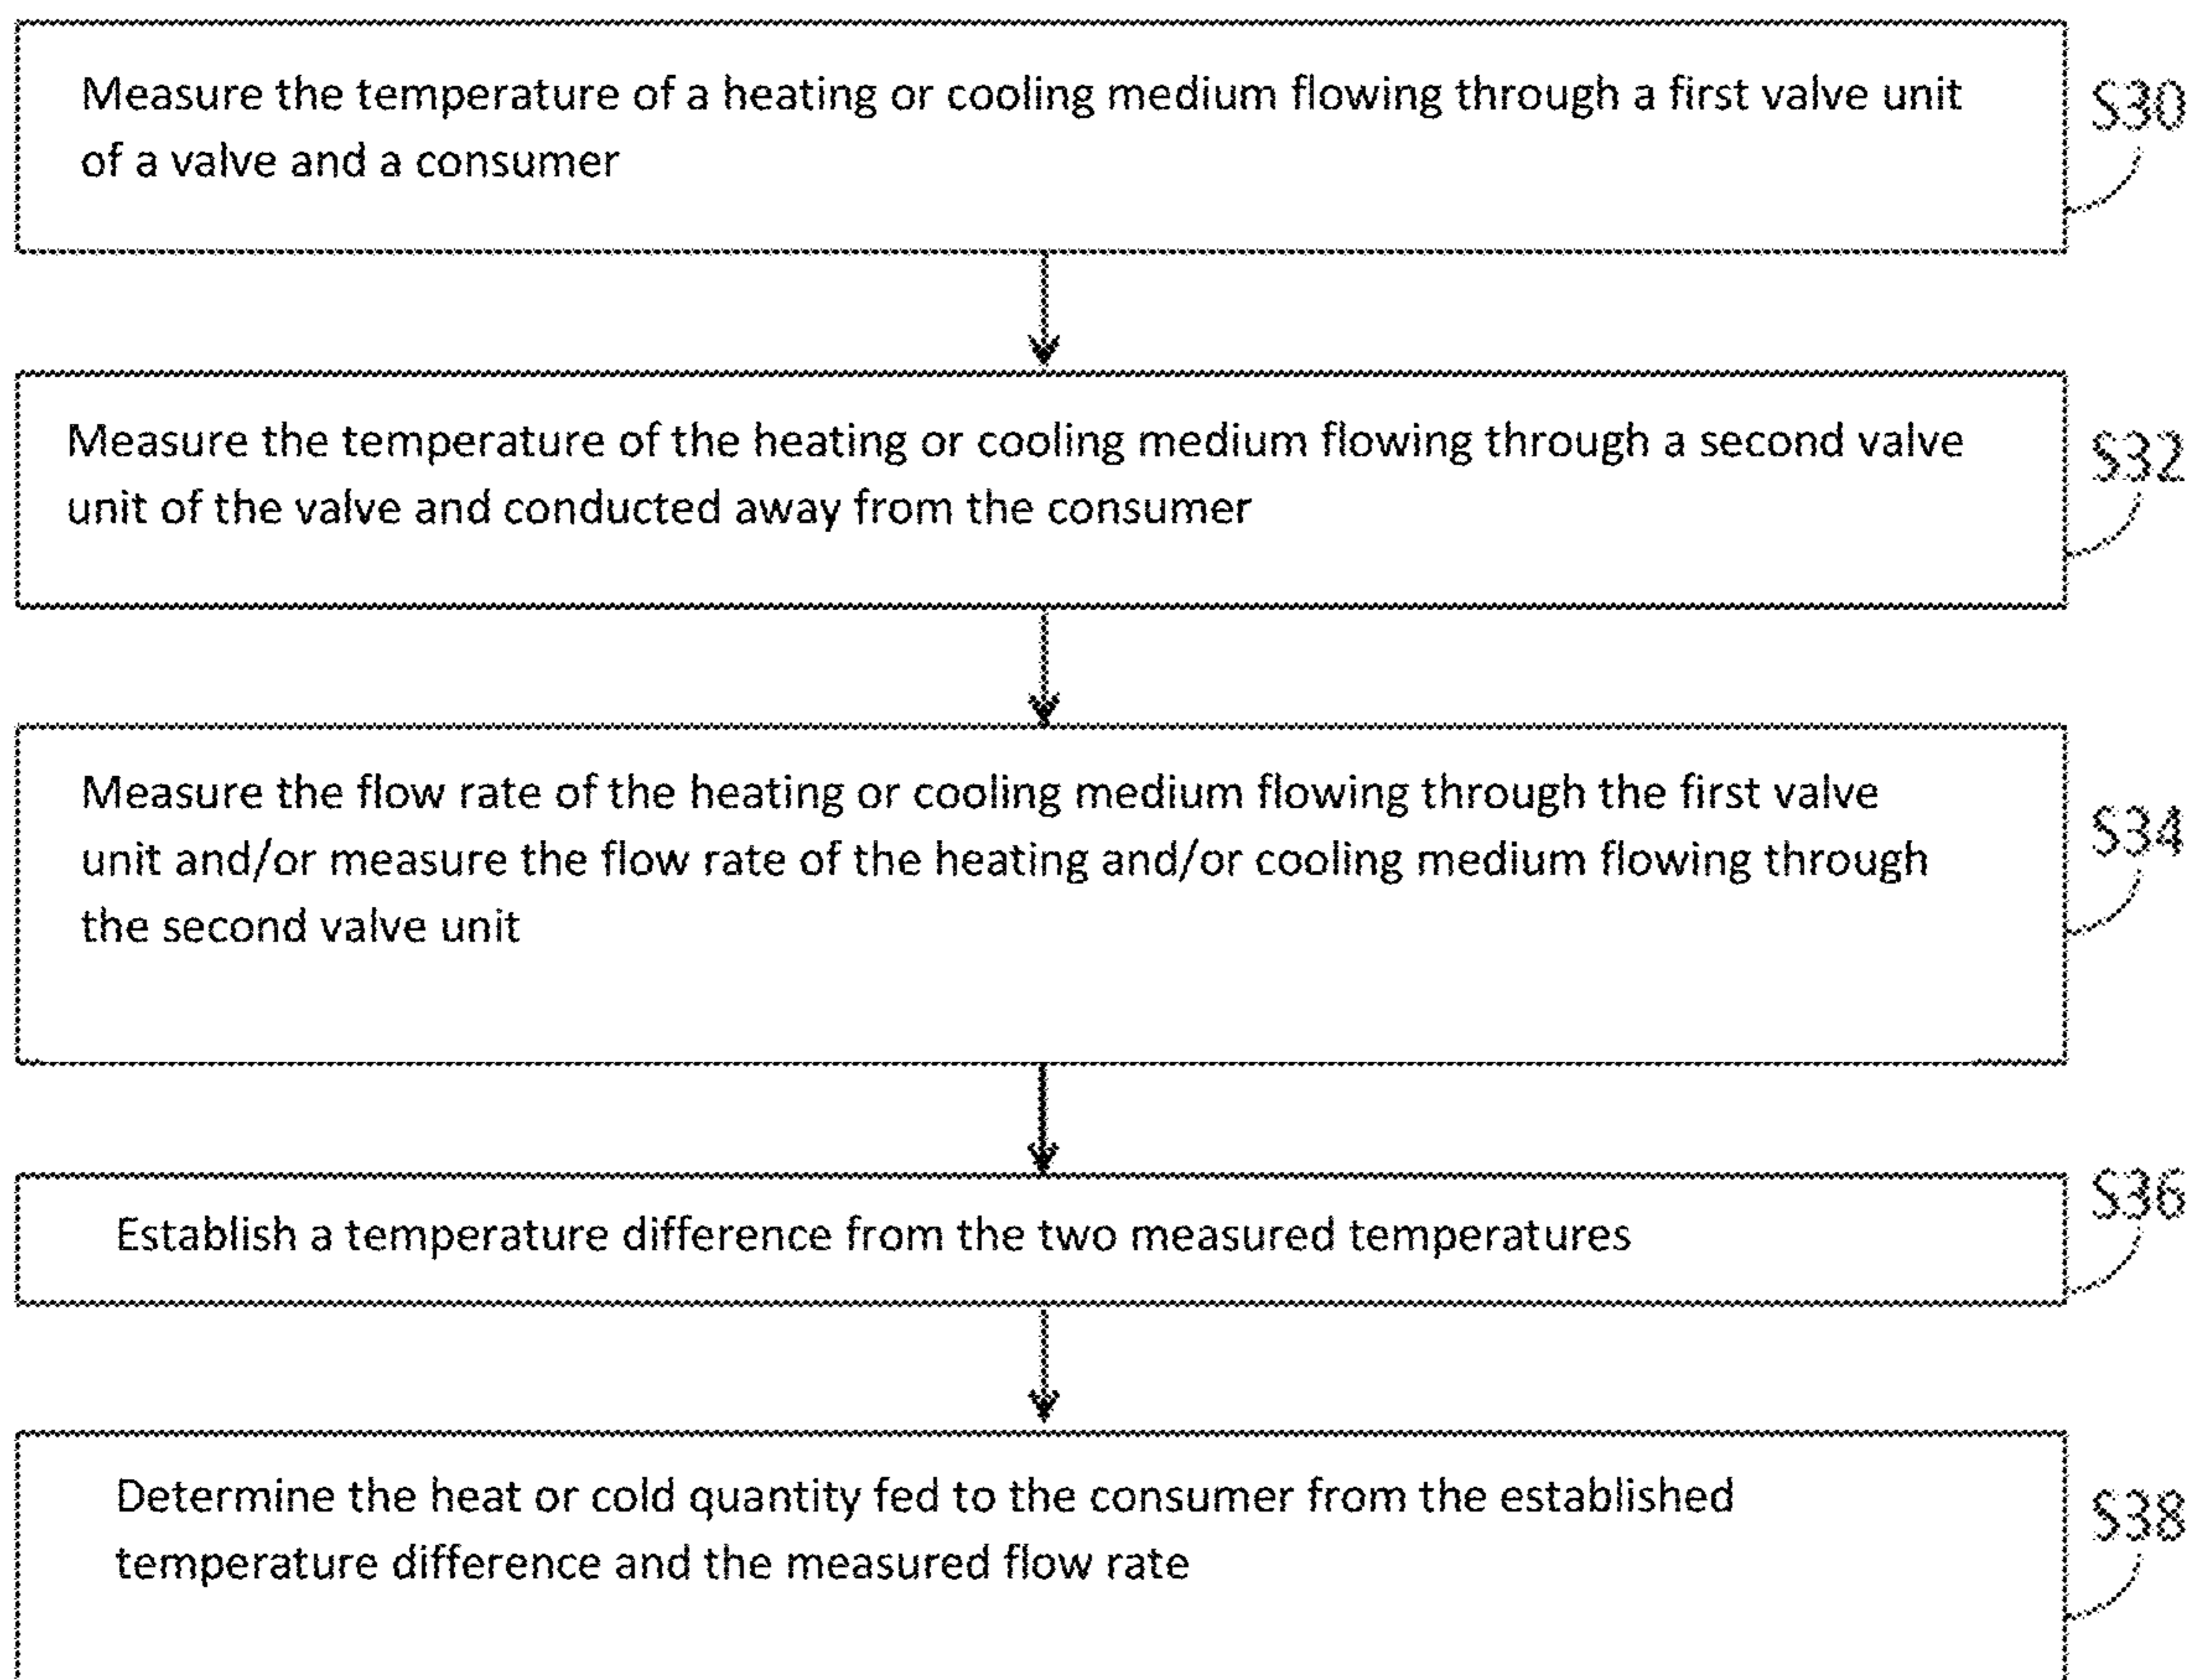 Measure the temperature of a heating or cooling medium flowing through a first valve unit
of a valve and a consumer
S30
Measure the temperature of the heating or cooling medium flowing through a second valve
unit of the valve and conducted away from the consumer
S32
Measure the flow rate of the heating or cooling medium flowing through the first valve
unit and/or measure the flow rate of the heating and/or cooling medium flowing through
the second valve unit
S34
Establish a temperature difference from the two measured temperatures
S36
Determine the heat or cold quantity fed to the consumer from the established
temperature difference and the measured flow rate
S38